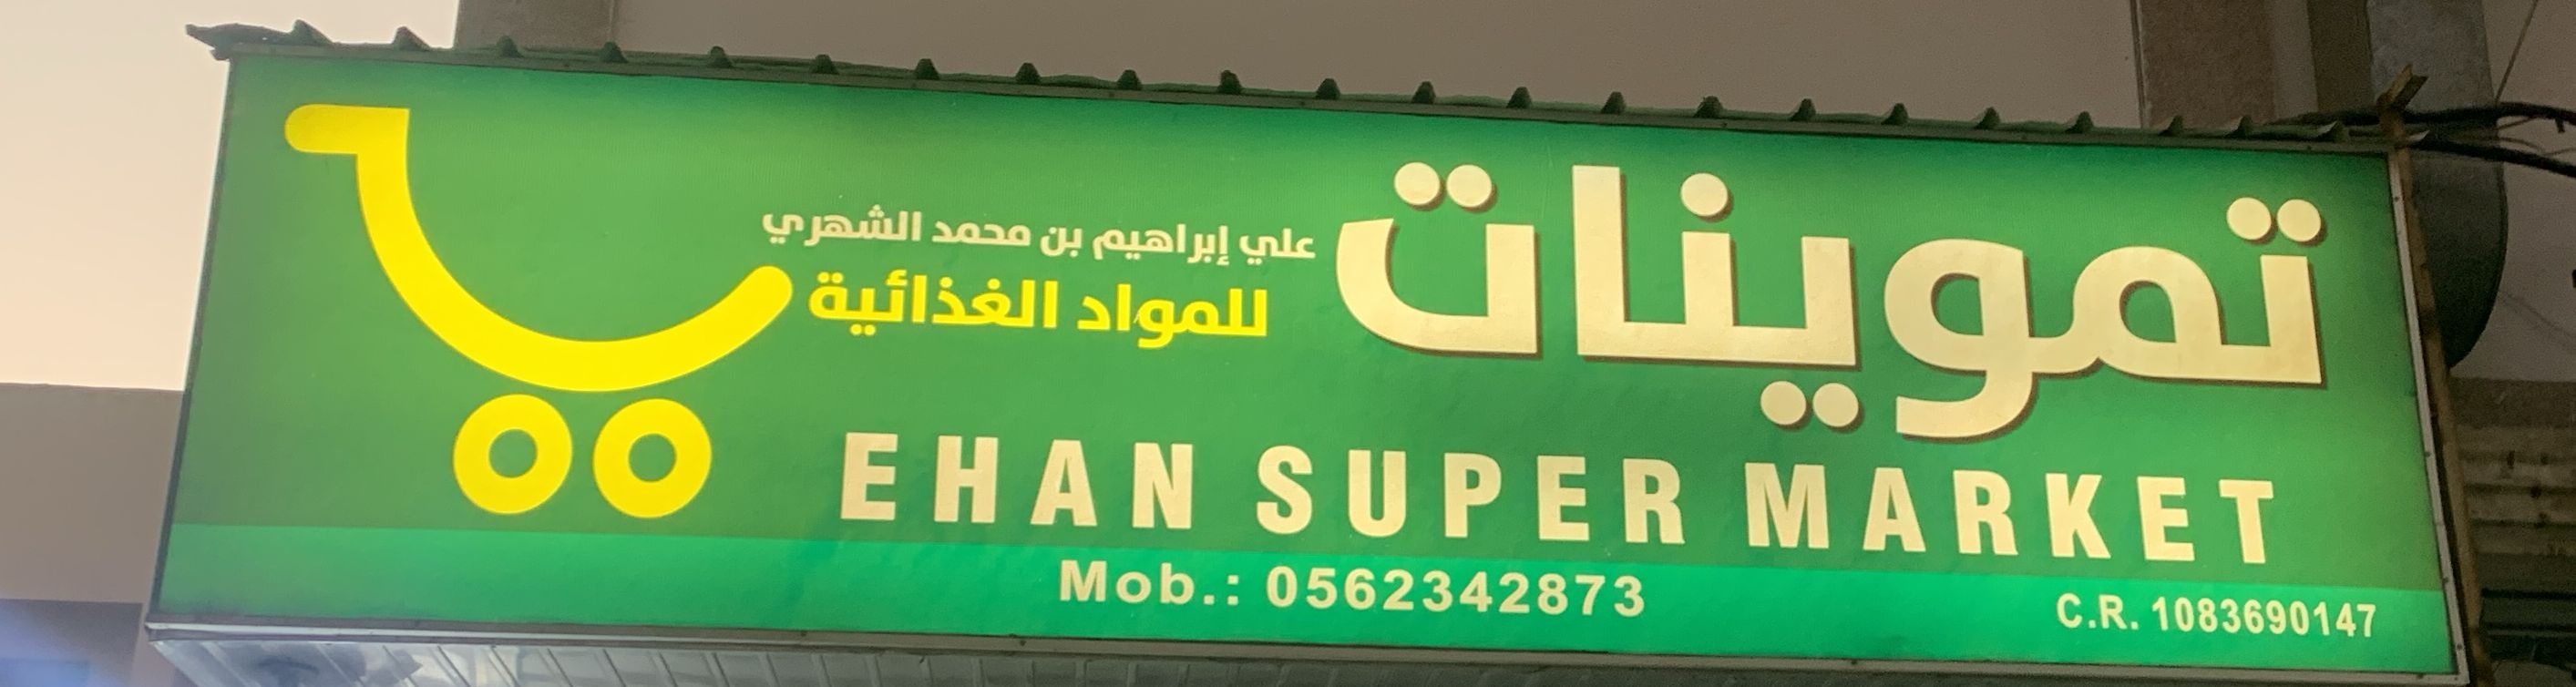 تموينات
علي إبراهيم بن محمد الشهري
للمواد الغذائية
EHAN SUPER MARKET
Mob.: 0562342873
C.R. 1083690147